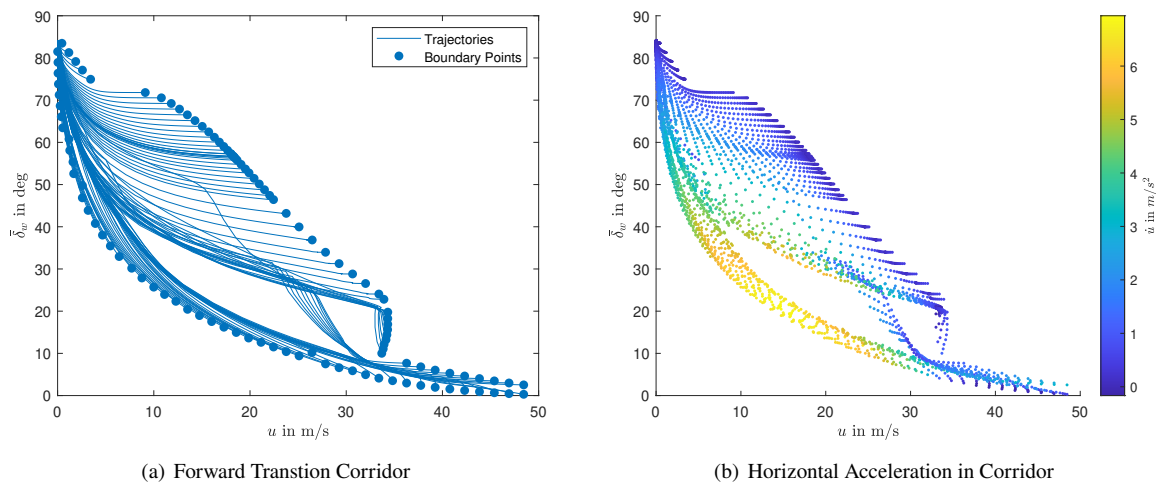 90
80
70
60
50
40
30
20
10
0
δ̄_w in deg
0 10 20 30 40 50
u in m/s
Trajectories
Boundary Points
(a) Forward Transtion Corridor
90
80
70
60
50
40
30
20
10
0
δ̄_w in deg
0 10 20 30 40 50
u in m/s
6
5
4
3
2
1
0
u̇ in m/s²
(b) Horizontal Acceleration in Corridor